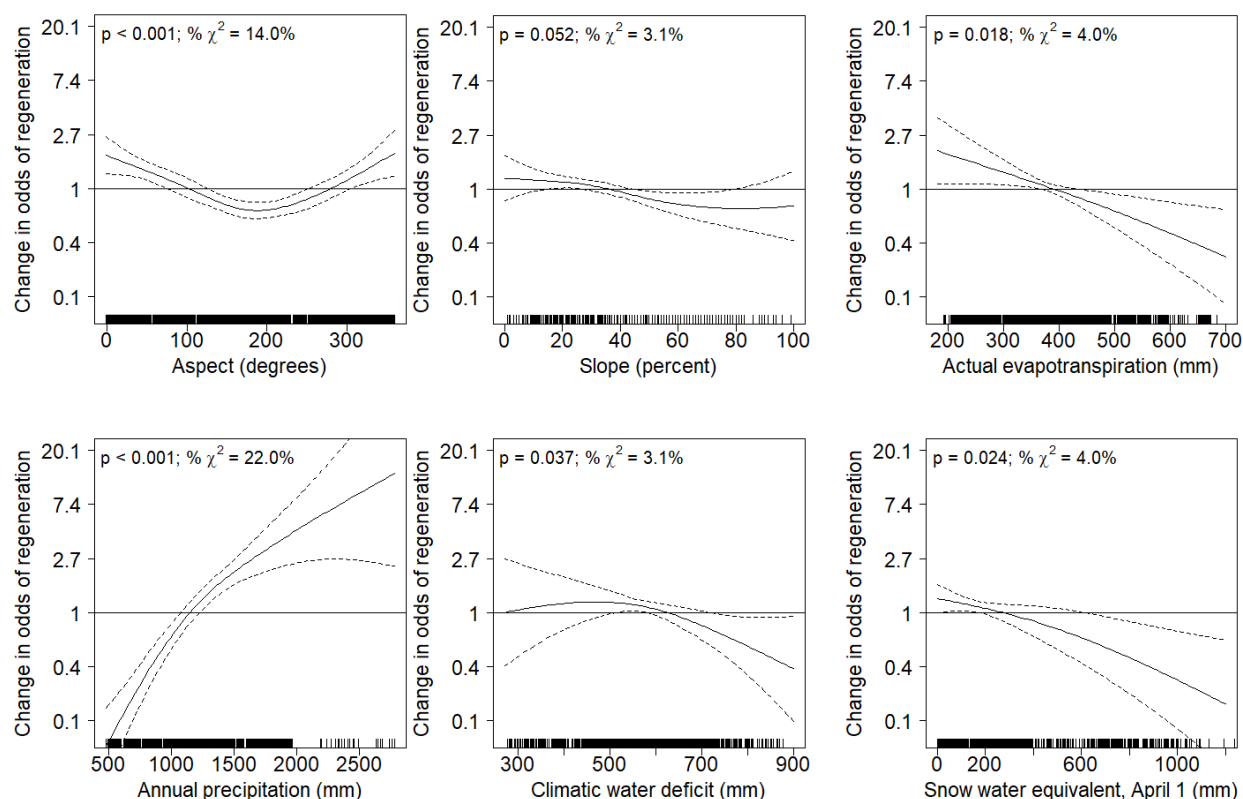 p < 0.001; % χ² = 14.0%
20.1
7.4
2.7
1
0.4
0.1
Change in odds of regeneration
0 100 200 300
Aspect (degrees)
p = 0.052; % χ² = 3.1%
20.1
7.4
2.7
1
0.4
0.1
Change in odds of regeneration
0 20 40 60 80 100
Slope (percent)
p = 0.018; % χ² = 4.0%
20.1
7.4
2.7
1
0.4
0.1
Change in odds of regeneration
200 300 400 500 600 700
Actual evapotranspiration (mm)
p < 0.001; % χ² = 22.0%
20.1
7.4
2.7
1
0.4
0.1
Change in odds of regeneration
500 1000 1500 2000 2500
Annual precipitation (mm)
p = 0.037; % χ² = 3.1%
20.1
7.4
2.7
1
0.4
0.1
Change in odds of regeneration
300 500 700 900
Climatic water deficit (mm)
p = 0.024; % χ² = 4.0%
20.1
7.4
2.7
1
0.4
0.1
Change in odds of regeneration
0 200 600 1000
Snow water equivalent, April 1 (mm)